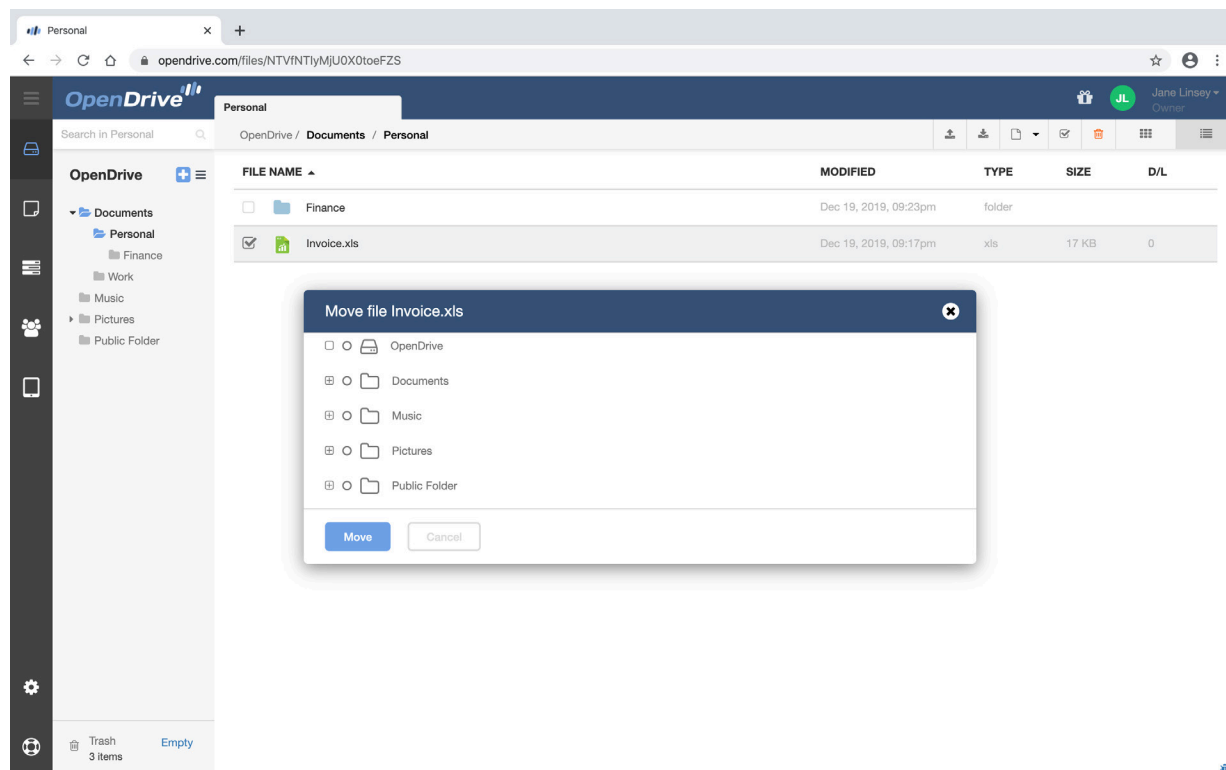 Personal
opendrive.com/files/NTVfNTIyMjU0X0toeFZS
OpenDrive
Personal
JL
Jane Linsey
Owner
Search in Personal
OpenDrive / Documents / Personal
OpenDrive
FILE NAME
MODIFIED
TYPE
SIZE
D/L
Documents
Personal
Finance
Work
Music
Pictures
Public Folder
Finance
Dec 19, 2019, 09:23pm
folder
Invoice.xls
Dec 19, 2019, 09:17pm
xls
17 KB
0
Move file Invoice.xls
OpenDrive
Documents
Music
Pictures
Public Folder
Move
Cancel
Trash
Empty
3 items